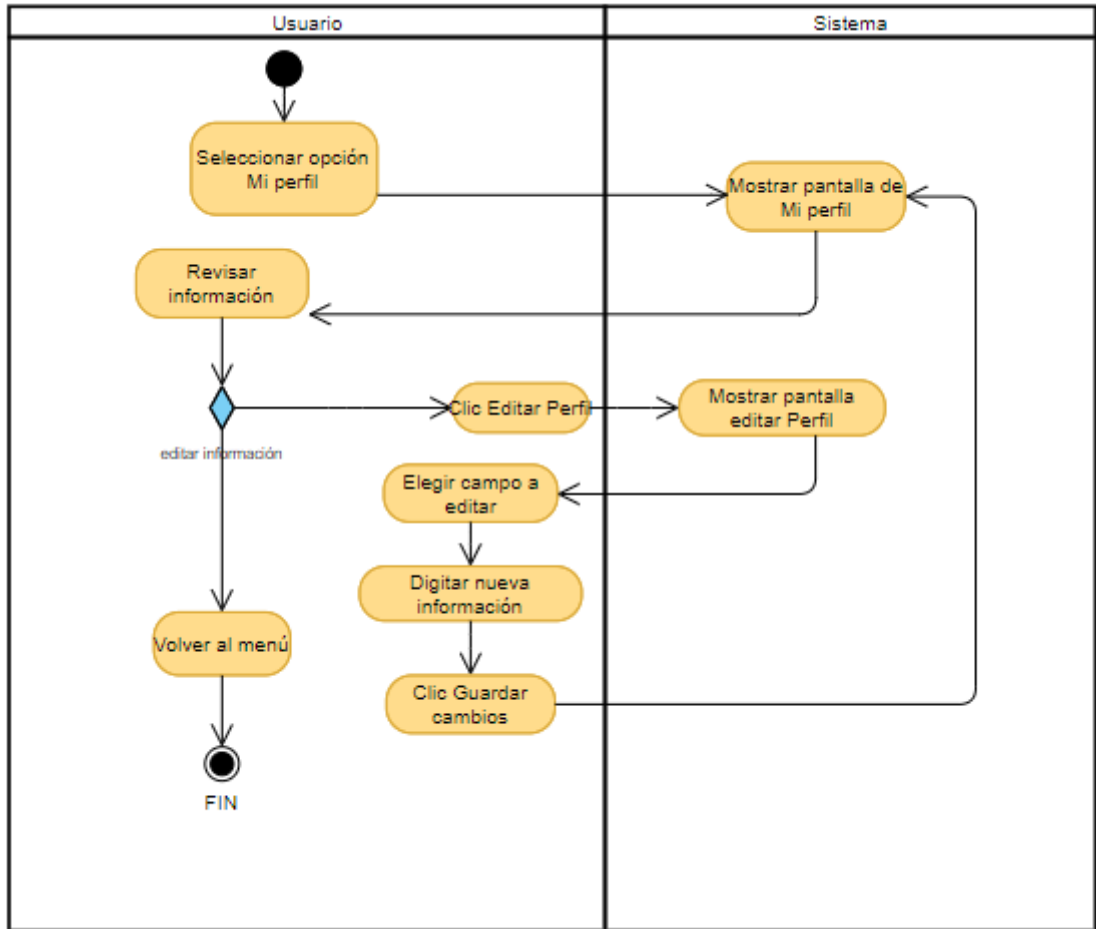 Usuario
Sistema
Seleccionar opción
Mi perfil
Mostrar pantalla de
Mi perfil
Revisar
información
Clic Editar Perfil
Mostrar pantalla
editar Perfil
editar información
Elegir campo a
editar
Digitar nueva
información
Volver al menú
Clic Guardar
cambios
FIN